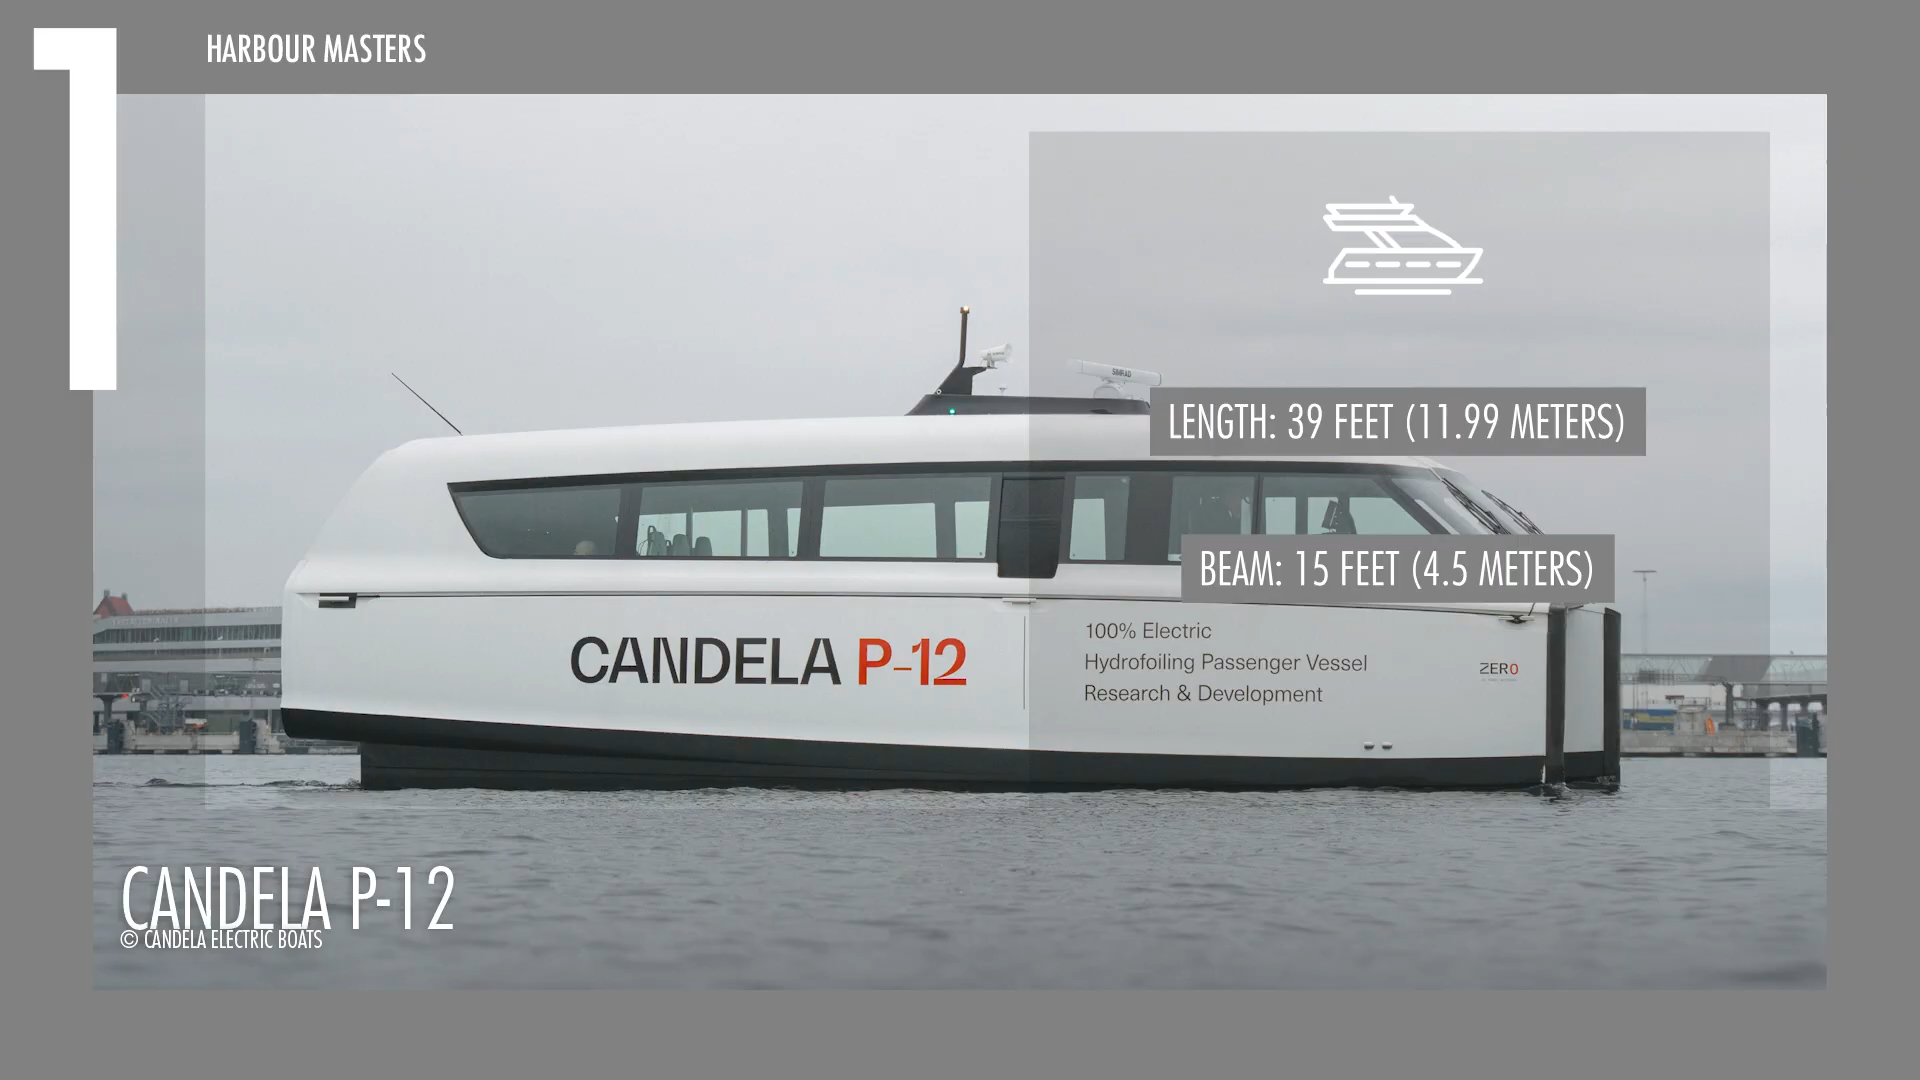 1
HARBOUR MASTERS
SIMRAD
LENGTH: 39 FEET (11.99 METERS)
BEAM: 15 FEET (4.5 METERS)
CANDELA P-12
100% Electric
Hydrofoiling Passenger Vessel
Research & Development
ZERO
CANDELA P-12
© CANDELA ELECTRIC BOATS